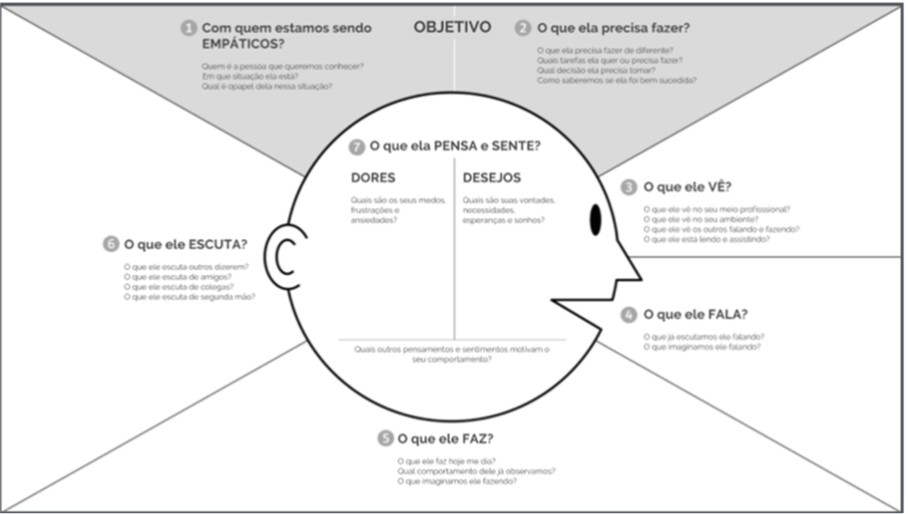 OBJETIVO
1 Com quem estamos sendo
EMPÁTICOS?
Quem é a pessoa que queremos conhecer?
Em que situação ela está?
Qual é opapel dela nessa situação?
2 O que ela precisa fazer?
O que ela precisa fazer de diferente?
Quais tarefas ela quer ou precisa fazer?
Qual decisão ela precisa tomar?
Como saberemos se ela foi bem sucedida?
3 O que ele VÊ?
O que ele vê no seu meio profisssional?
O que ele vê no seu ambiente?
O que ele vê os outros falando e fazendo?
O que ele está lendo e assistindo?
4 O que ele FALA?
O que já escutamos ele falando?
O que imaginamos ele falando?
5 O que ele FAZ?
O que ele faz hoje me dia?
Qual comportamento dele já observamos?
O que imaginamos ele fazendo?
6 O que ele ESCUTA?
O que ele escuta outros dizerem?
O que ele escuta de amigos?
O que ele escuta de colegas?
O que ele escuta de segunda mão?
7 O que ela PENSA e SENTE?
DORES
Quais são os seus medos,
frustrações e
ansiedades?
DESEJOS
Quais são suas vontades,
necessidades,
esperanças e sonhos?
Quais outros pensamentos e sentimentos motivam o
seu comportamento?